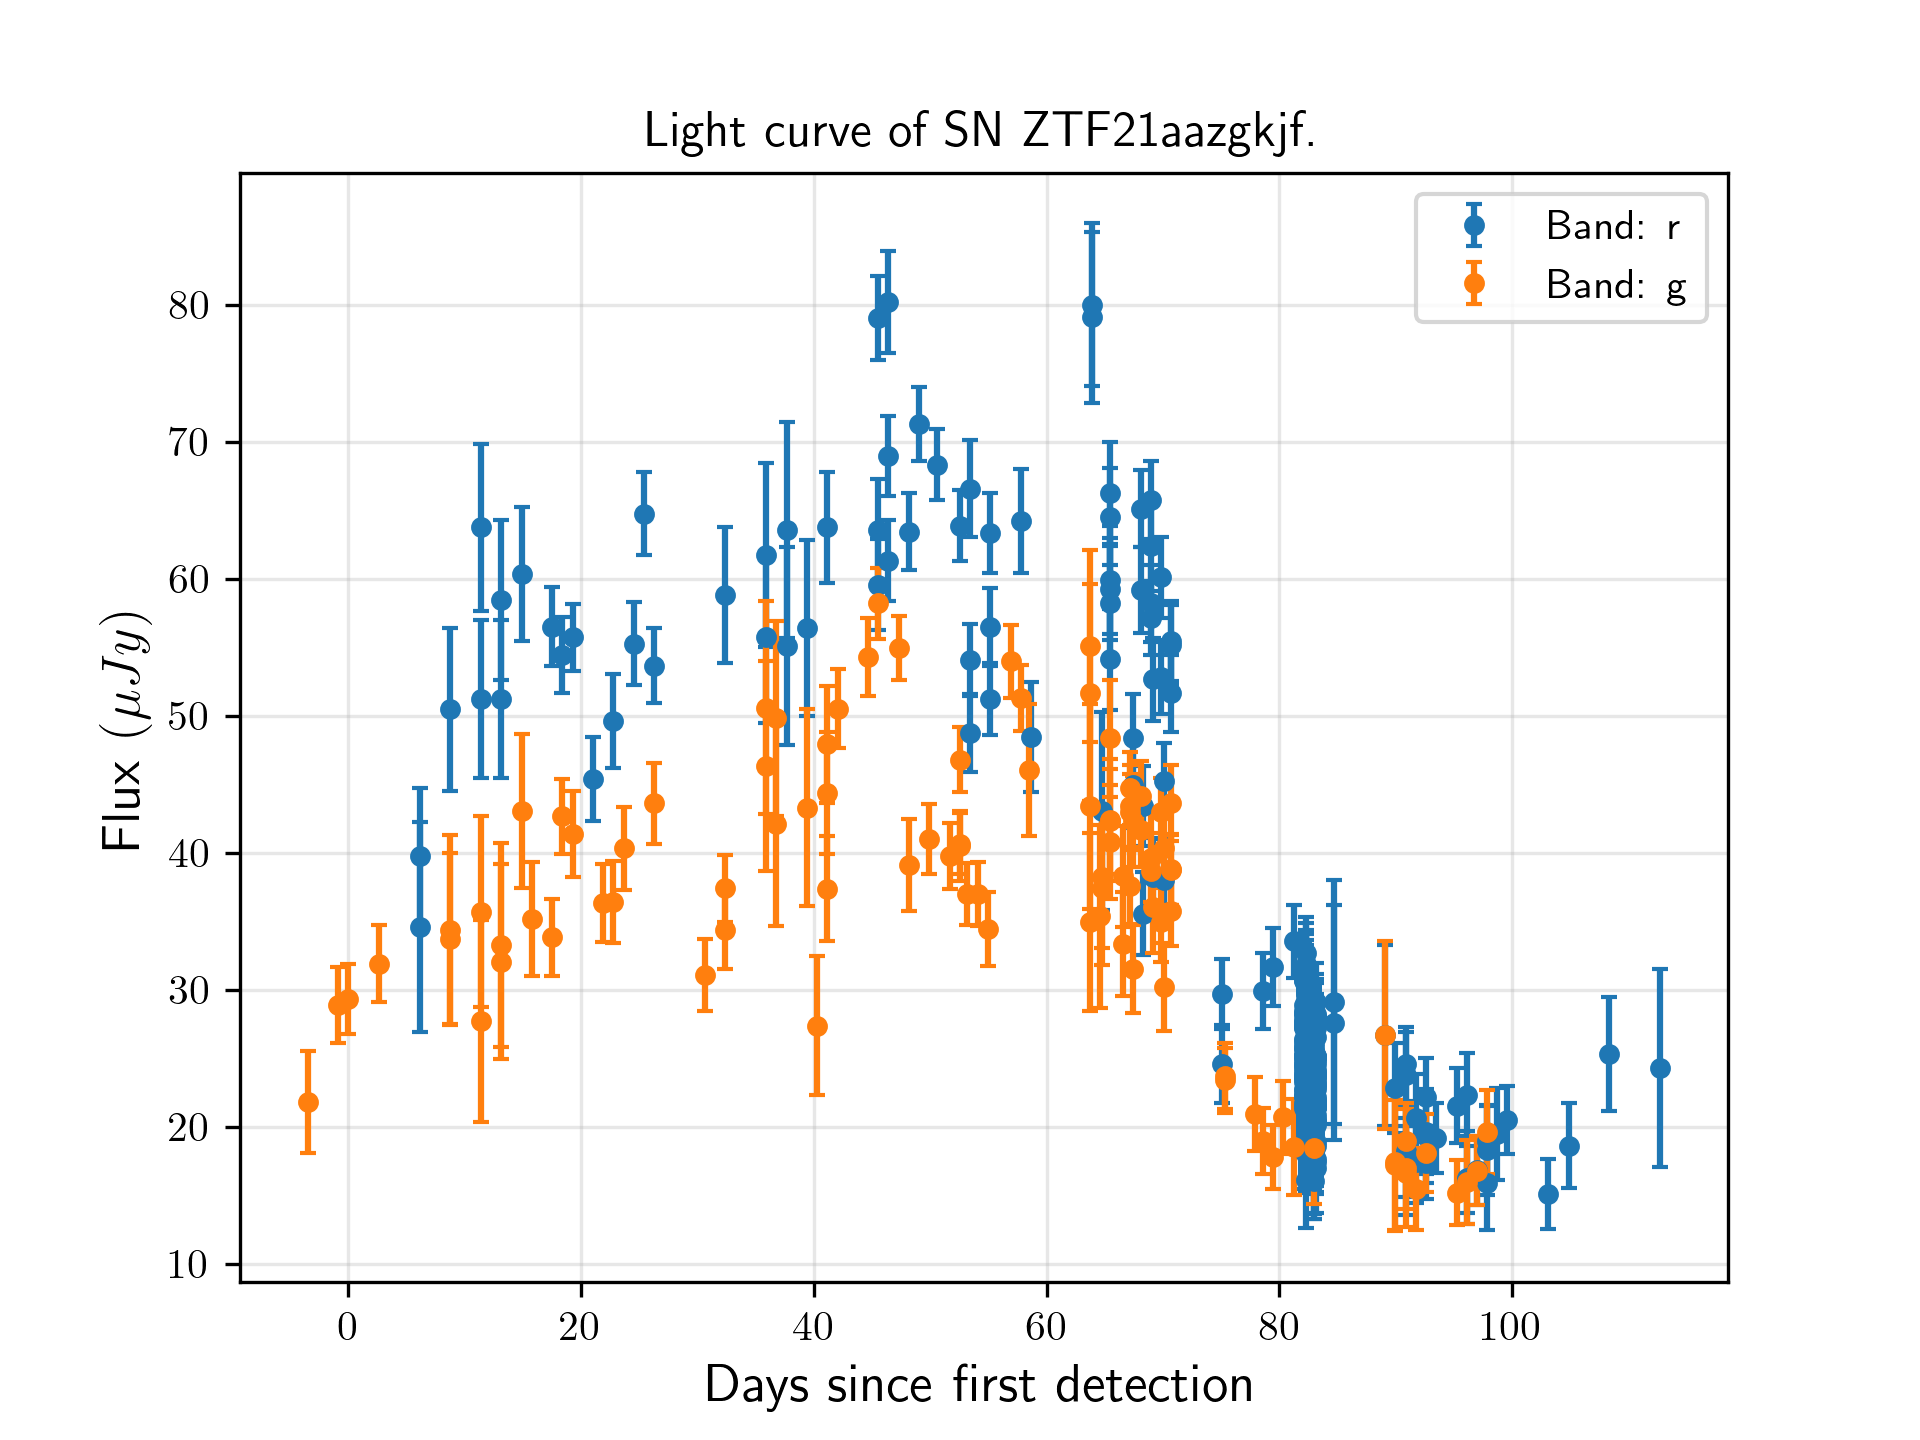 Light curve of SN ZTF21aazgkjf.
Band: r
Band: g
80
70
60
50
40
30
20
10
Flux (μJy)
0 20 40 60 80 100
Days since first detection